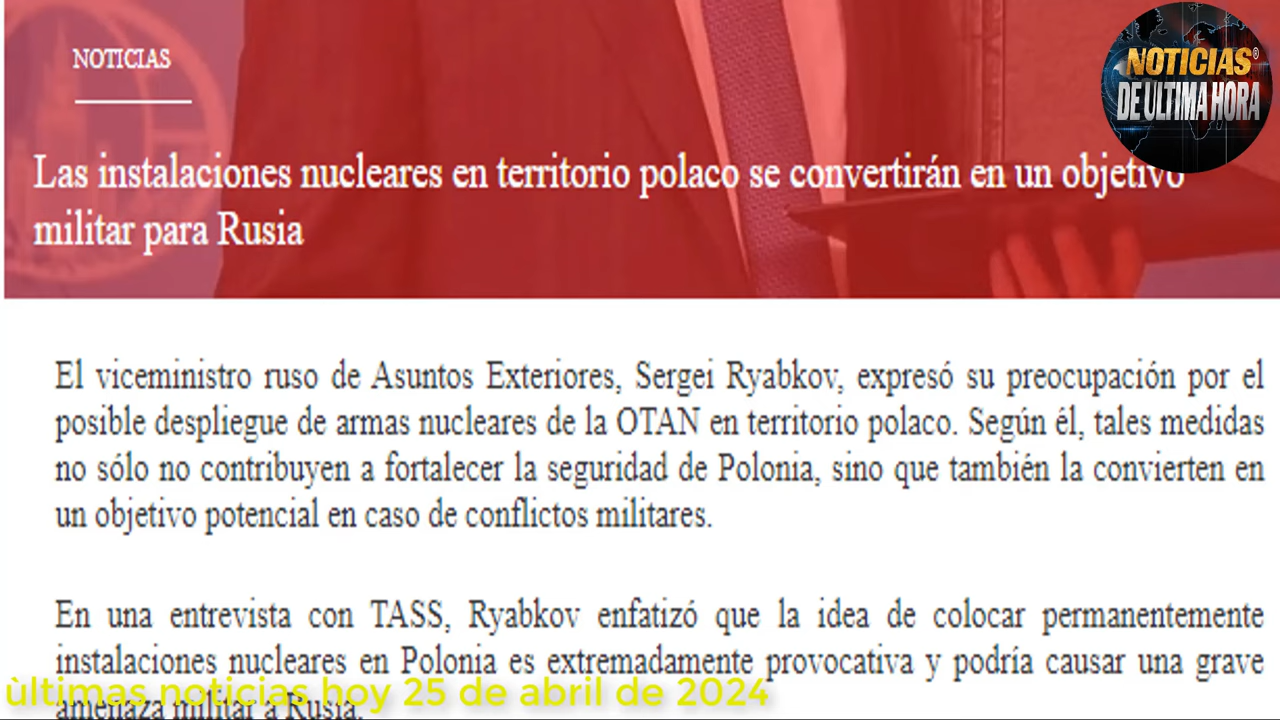 NOTICIAS
NOTICIAS®
DE ULTIMA HORA
Las instalaciones nucleares en territorio polaco se convertirán en un objetivo
militar para Rusia
El viceministro ruso de Asuntos Exteriores, Sergei Ryabkov, expresó su preocupación por el
posible despliegue de armas nucleares de la OTAN en territorio polaco. Según él, tales medidas
no sólo no contribuyen a fortalecer la seguridad de Polonia, sino que también la convierten en
un objetivo potencial en caso de conflictos militares.
En una entrevista con TASS, Ryabkov enfatizó que la idea de colocar permanentemente
instalaciones nucleares en Polonia es extremadamente provocativa y podría causar una grave
ùltimas noticias hoy 25 de abril de 2024
amenaza militar a Rusia.